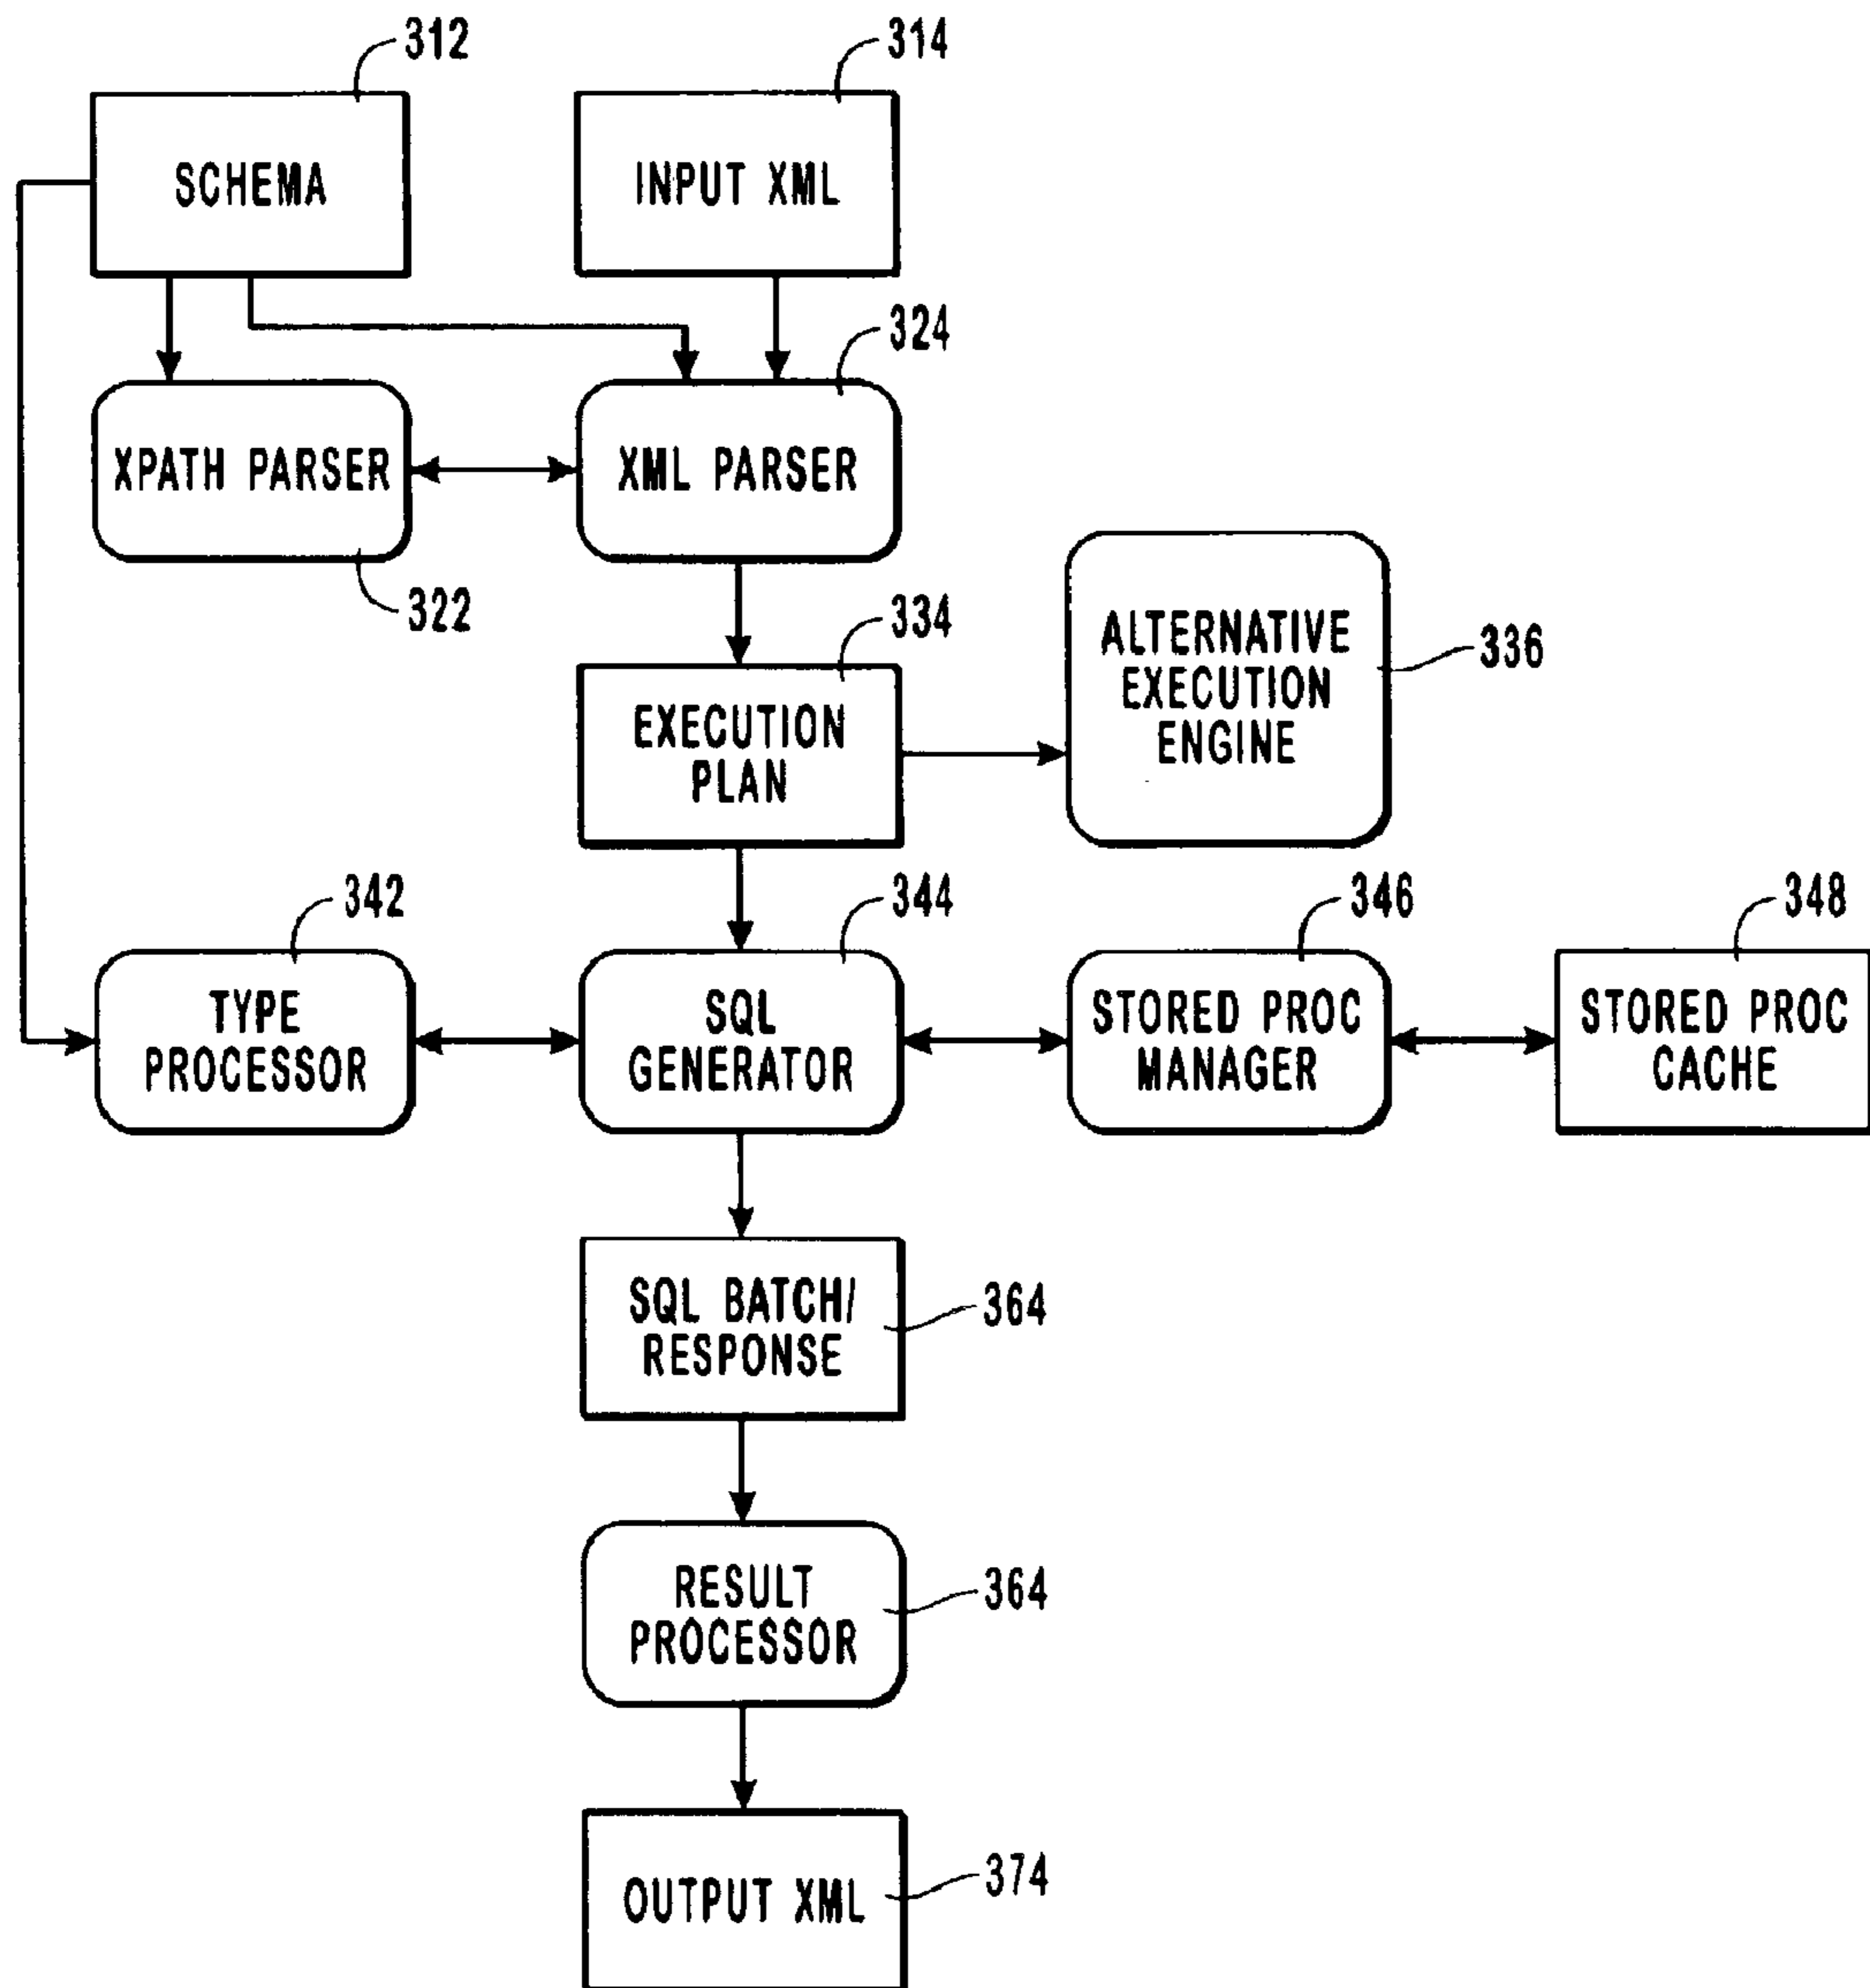 312
314
SCHEMA
INPUT XML
324
XPATH PARSER
XML PARSER
322
334
ALTERNATIVE
EXECUTION
ENGINE
336
EXECUTION
PLAN
342
344
346
348
TYPE
PROCESSOR
SQL
GENERATOR
STORED PROC
MANAGER
STORED PROC
CACHE
SQL BATCH/
RESPONSE
364
RESULT
PROCESSOR
364
OUTPUT XML
374